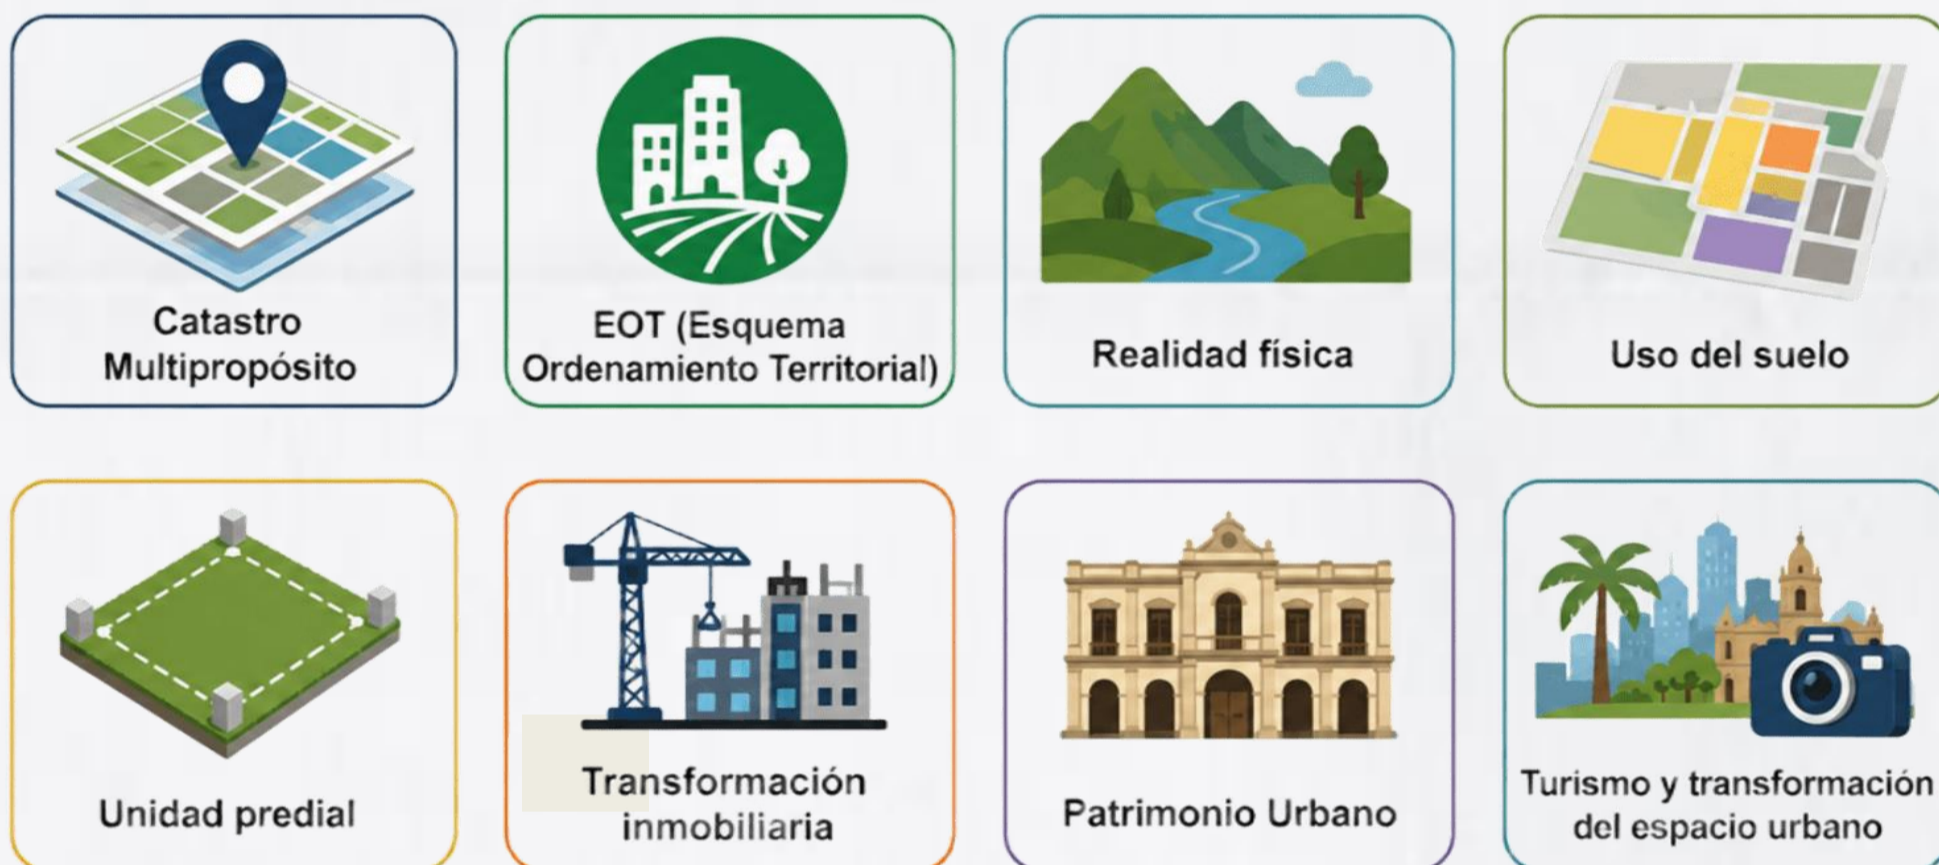 Catastro
Multipropósito
EOT (Esquema
Ordenamiento Territorial)
Realidad física
Uso del suelo
Unidad predial
Transformación
inmobiliaria
Patrimonio Urbano
Turismo y transformación
del espacio urbano